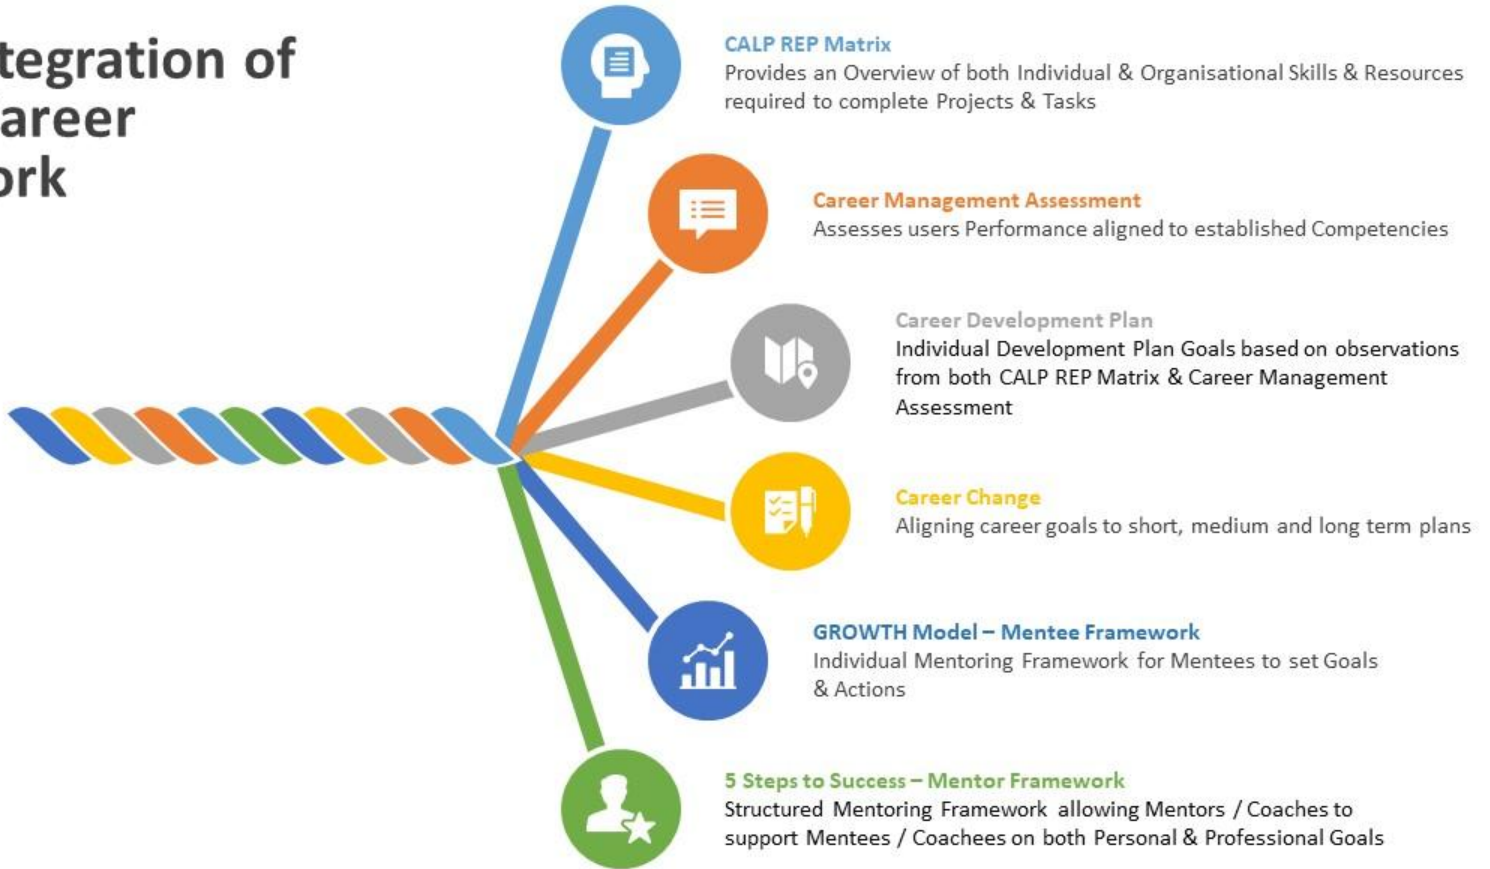 tegration of
areer
ork
CALP REP Matrix
Provides an Overview of both Individual & Organisational Skills & Resources
required to complete Projects & Tasks
Career Management Assessment
Assesses users Performance aligned to established Competencies
Career Development Plan
Individual Development Plan Goals based on observations
from both CALP REP Matrix & Career Management
Assessment
Career Change
Aligning career goals to short, medium and long term plans
GROWTH Model – Mentee Framework
Individual Mentoring Framework for Mentees to set Goals
& Actions
5 Steps to Success – Mentor Framework
Structured Mentoring Framework allowing Mentors / Coaches to
support Mentees / Coachees on both Personal & Professional Goals